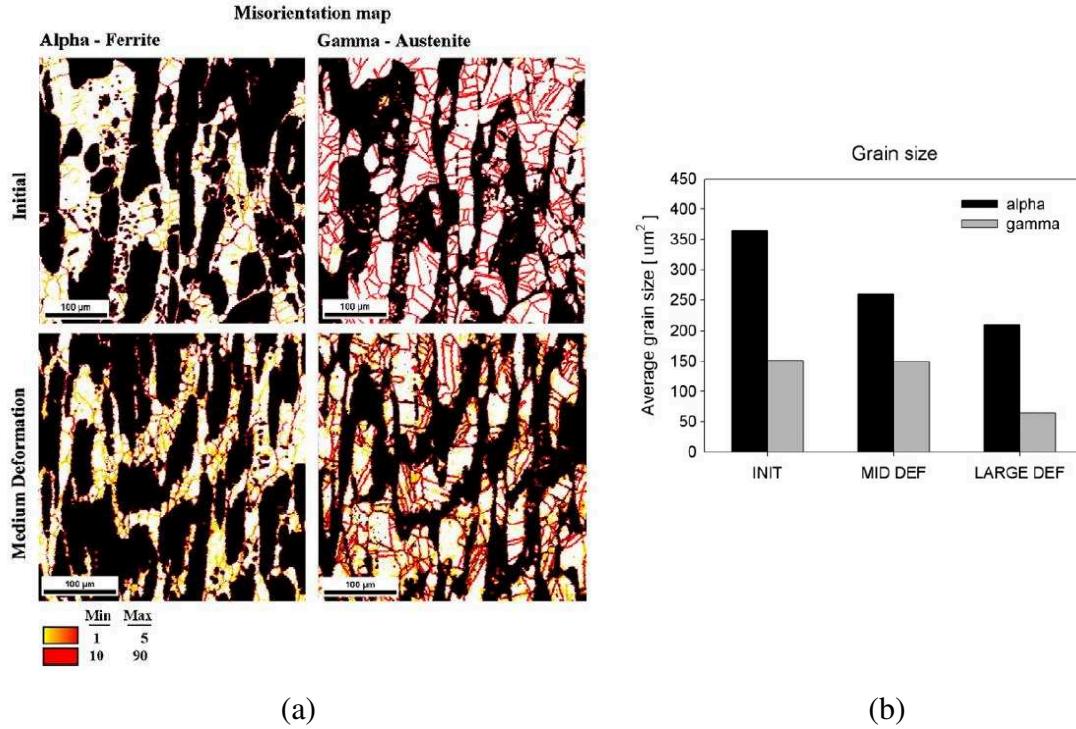 Misorientation map
Alpha - Ferrite
Gamma - Austenite
Initial
100 µm
100 µm
Medium Deformation
100 µm
100 µm
Min Max
1 5
10 90
(a)
Grain size
Average grain size [ um²]
450
400
350
300
250
200
150
100
50
0
alpha
gamma
INIT
MID DEF
LARGE DEF
(b)